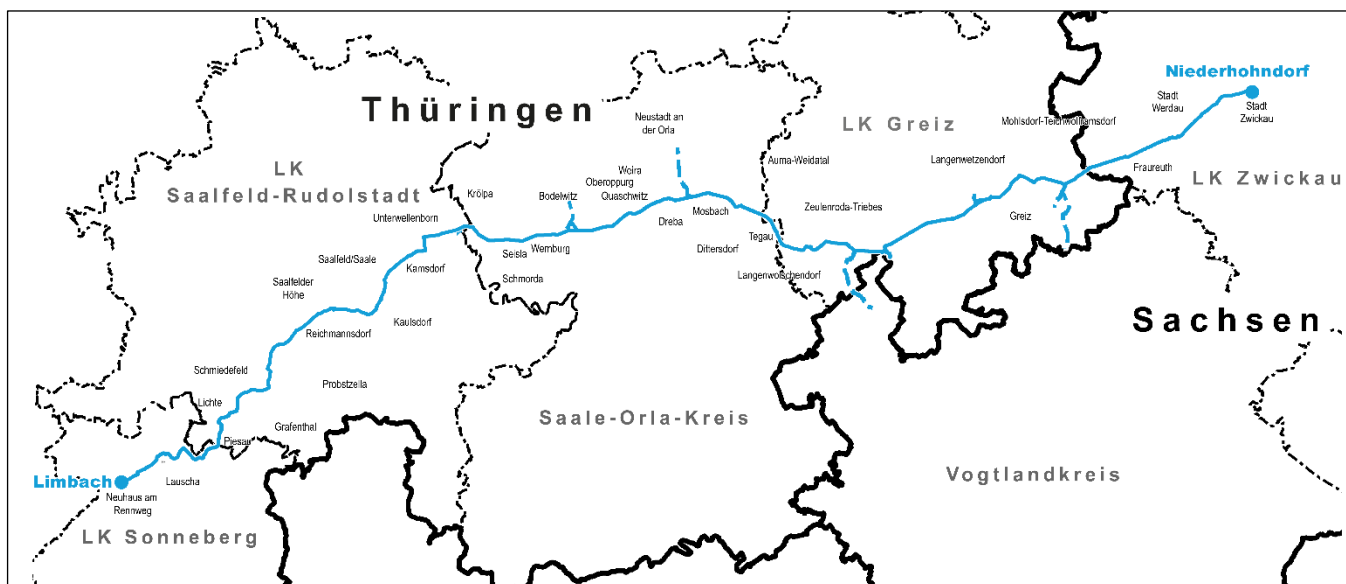 Niederhohndorf
Stadt
Werdau
Stadt
Zwickau
Thüringen
Neustadt an
der Orla
LK Greiz
Mohlsdorf-Teichwolframsdorf
Auma-Weidatal
Langenwetzendorf
Fraureuth
LK Zwickau
LK
Saalfeld-Rudolstadt
Krölpa
Bodelwitz
Weira
Oberoppurg
Quaschwitz
Zeulenroda-Triebes
Unterwellenborn
Dreba
Mosbach
Greiz
Tegau
Seisla
Wernburg
Dittersdorf
Saalfeld/Saale
Kamsdorf
Langenwolschendorf
Saalfelder
Höhe
Schmorda
Sachsen
Kaulsdorf
Reichmannsdorf
Schmiedefeld
Probstzella
Lichte
Saale-Orla-Kreis
Grafenthal
Piesau
Vogtlandkreis
Limbach
Lauscha
Neuhaus am
Rennweg
LK Sonneberg